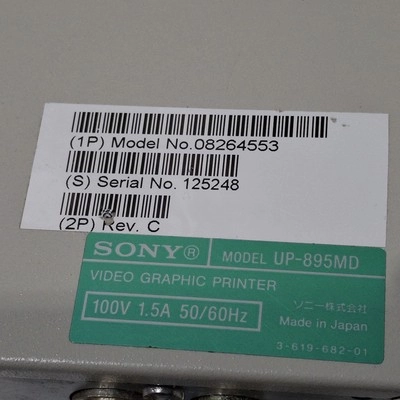 (1P) Model No.08264553
(S) Serial No. 125248
(2P) Rev. C
SONY® MODEL UP-895MD
VIDEO GRAPHIC PRINTER
100V 1.5A 50/60Hz
ソニー株式会社
Made in Japan
3-619-682-01